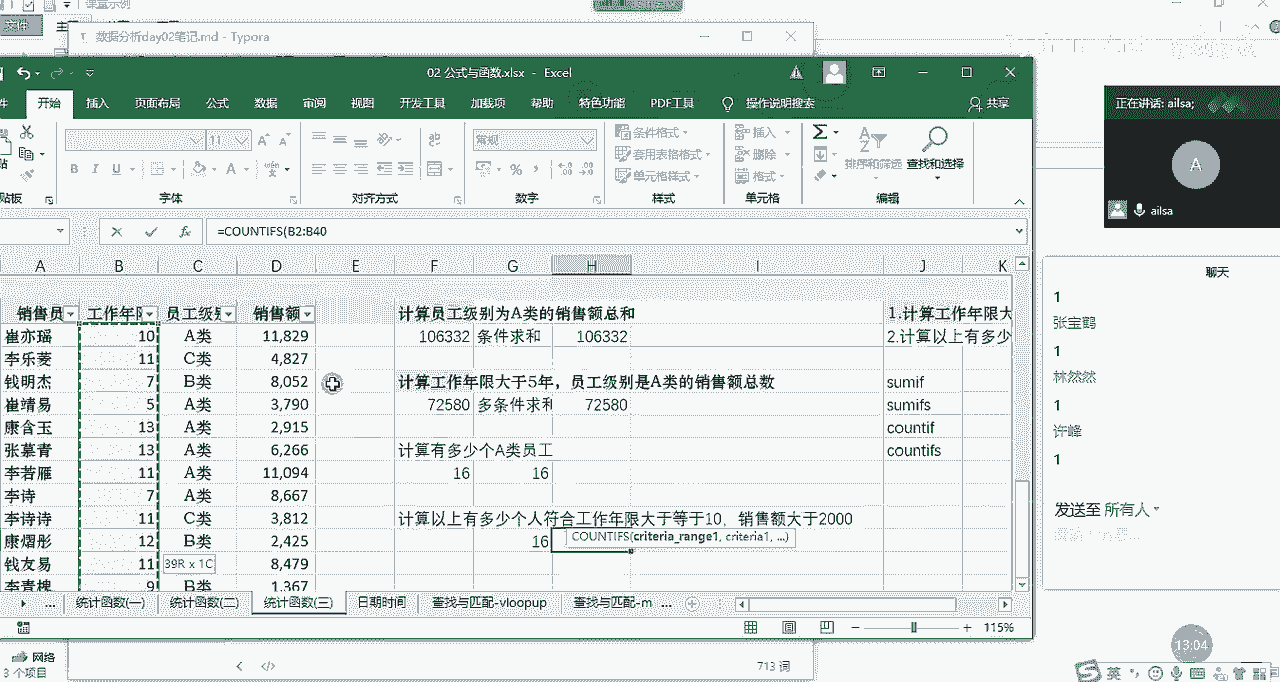 课堂示例
文件
数据分析day02笔记.md - Typora
02 公式与函数.xlsx - Excel
开始 插入 页面布局 公式 数据 审阅 视图 开发工具 加载项 帮助 特色功能 PDF工具 操作说明搜索 共享
11 常规 条件格式 插入 Σ
套用表格格式 删除
B I U % 单元格样式 格式 排序和筛选 查找和选择
贴板 字体 对齐方式 数字 样式 单元格 编辑
=COUNTIFS(B2:B40
A B C D E F G H I J K
销售员 工作年限 员工级别 销售额 计算员工级别为A类的销售额总和 1.计算工作年限大
崔亦瑶 10 A类 11,829 106332 条件求和 106332 2.计算以上有多少
李乐菱 11 C类 4,827
钱明杰 7 B类 8,052 计算工作年限大于5年，员工级别是A类的销售额总数 sumif
崔靖易 5 A类 3,790 72580 多条件求和 72580 sumifs
康含玉 13 A类 2,915 countif
张慕青 13 A类 6,266 计算有多少个A类员工 countifs
李若雁 11 A类 11,094 16 16
李诗 7 A类 8,667
李诗诗 11 C类 3,812 计算以上有多少个人符合工作年限大于等于10，销售额大于2000
康熠彤 12 B类 2,425 16 COUNTIFS(criteria_range1, criteria1, ...)
钱友易 11 39R x 1C 8,479
李青槐 9 B类 1,367
... 统计函数(一) 统计函数(二) 统计函数(三) 日期时间 查找与匹配-vloopup 查找与匹配-m ...
115%
网络
3 个项目
</> 713 词
正在讲话: ailsa;
A
ailsa
聊天
1
张宝鹤
1
林然然
1
许峰
1
发送至 所有人
13:04
英